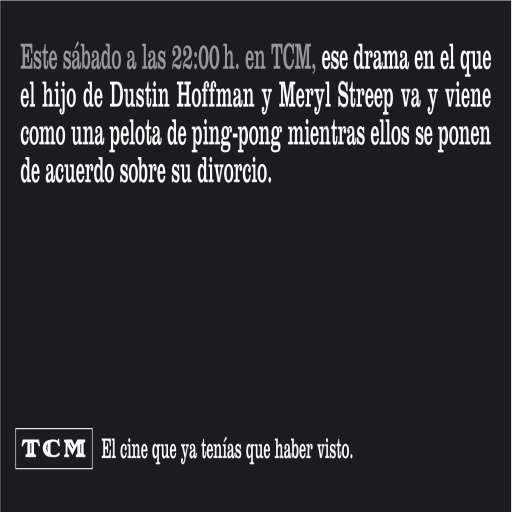 Este sábado a las 22:00 h. en TCM, ese drama en el que
el hijo de Dustin Hoffman y Meryl Streep va y viene
como una pelota de ping-pong mientras ellos se ponen
de acuerdo sobre su divorcio.
TCM El cine que ya tenías que haber visto.